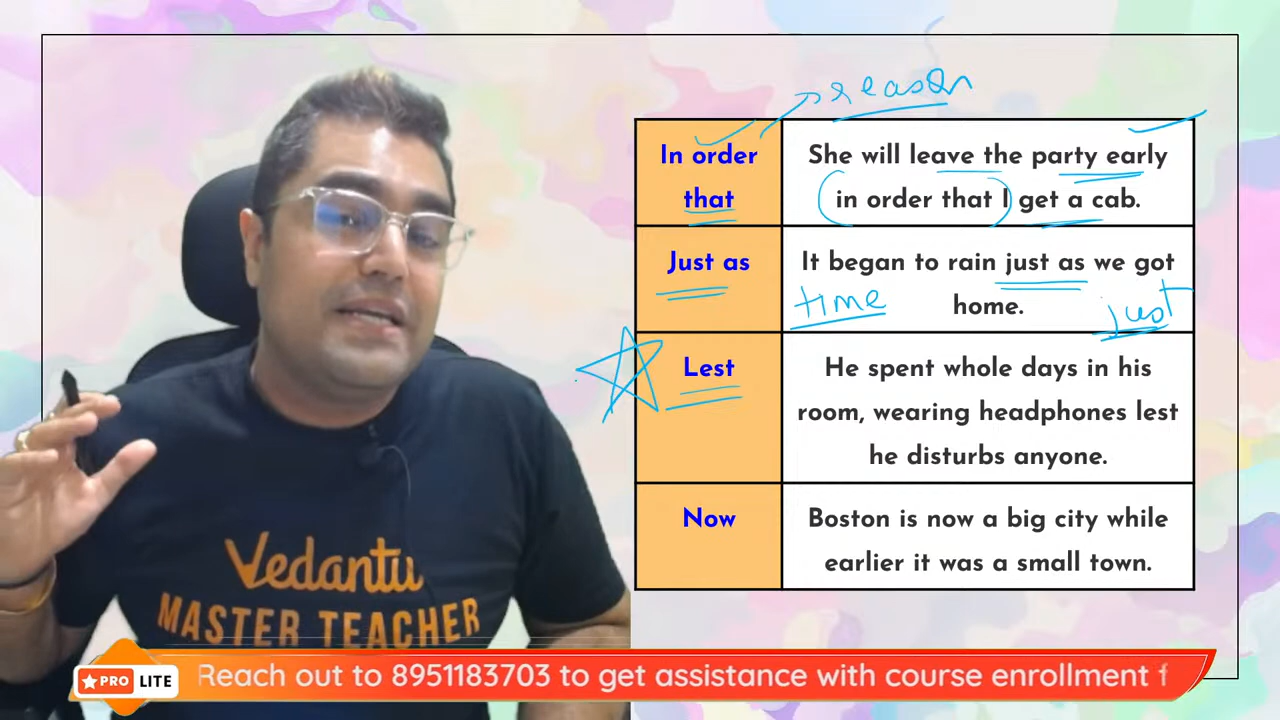 reason
In order
that
She will leave the party early
in order that I get a cab.
Just as
It began to rain just as we got
home.
time
just
Lest
He spent whole days in his
room, wearing headphones lest
he disturbs anyone.
Now
Boston is now a big city while
earlier it was a small town.
Vedantu
MASTER TEACHER
PRO LITE
Reach out to 8951183703 to get assistance with course enrollment f